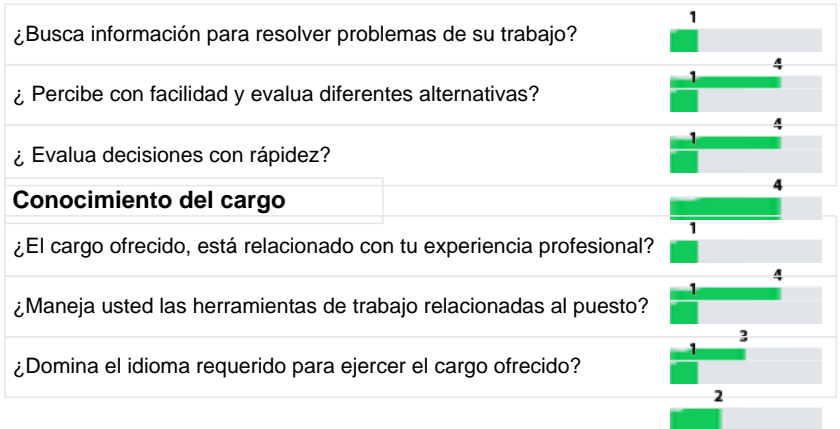 1
¿Busca información para resolver problemas de su trabajo?
4
1
¿ Percibe con facilidad y evalua diferentes alternativas?
4
1
¿ Evalua decisiones con rápidez?
4
Conocimiento del cargo
1
¿El cargo ofrecido, está relacionado con tu experiencia profesional?
4
1
¿Maneja usted las herramientas de trabajo relacionadas al puesto?
3
1
¿Domina el idioma requerido para ejercer el cargo ofrecido?
2